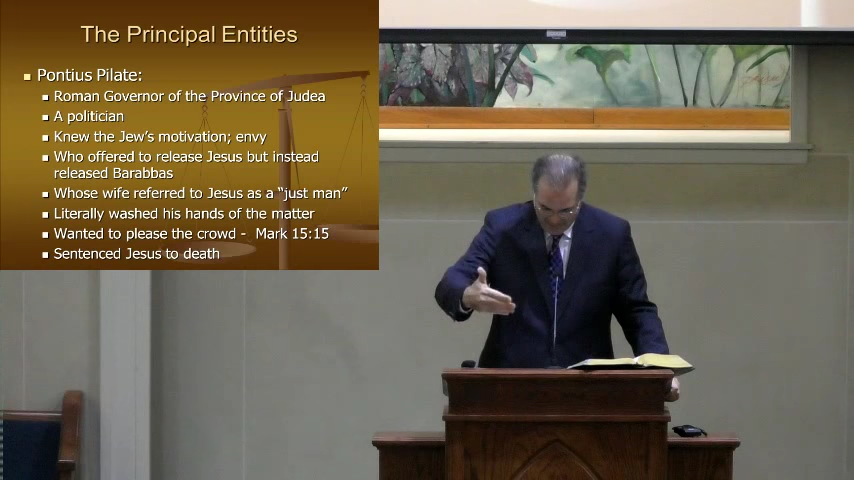 The Principal Entities
Pontius Pilate:
Roman Governor of the Province of Judea
A politician
Knew the Jew's motivation; envy
Who offered to release Jesus but instead
released Barabbas
Whose wife referred to Jesus as a “just man”
Literally washed his hands of the matter
Wanted to please the crowd - Mark 15:15
Sentenced Jesus to death